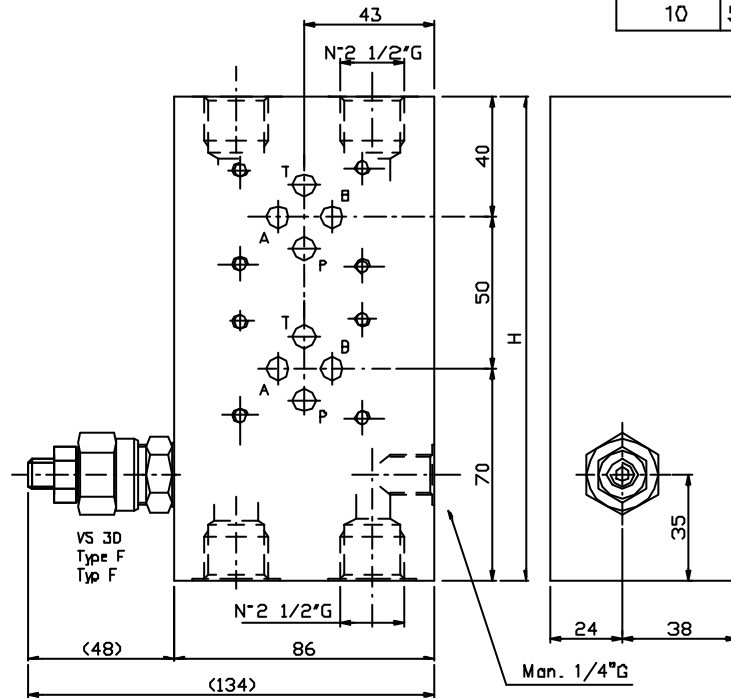 43
10
N°2 1/2"G
T
B
A
P
40
50
H
T
B
A
P
70
VS 3D
Type F
Typ F
35
N°2 1/2"G
24
38
(48)
86
Man. 1/4"G
(134)